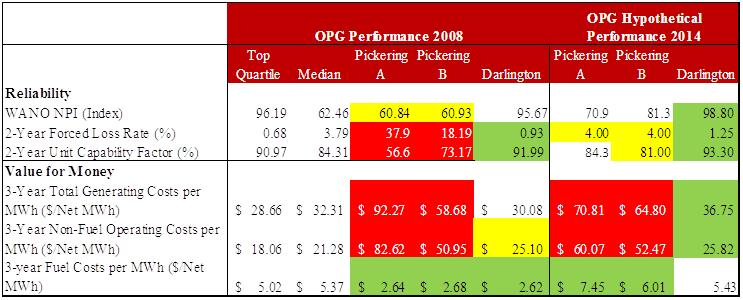 OPG Hypothetical
OPG Performance 2008 Performance 2014
Top Pickering Pickering Pickering Pickering
Quartile Median A B Darlington A B Darlington
Reliability
WANO NPI (Index) 96.19 62.46 60.84 60.93 95.67 70.9 81.3 98.80
2-Year Forced Loss Rate (%) 0.68 3.79 37.9 18.19 0.93 4.00 4.00 1.25
2-Year Unit Capability Factor (%) 90.97 84.31 56.6 73.17 91.99 84.3 81.00 93.30
Value for Money
3-Year Total Generating Costs per
MWh ($/Net MWh) $ 28.66 $ 32.31 $ 92.27 $ 58.68 $ 30.08 $ 70.81 $ 64.80 36.75
3-Year Non-Fuel Operating Costs per
MWh ($/Net MWh) $ 18.06 $ 21.28 $ 82.62 $ 50.95 $ 25.10 $ 60.07 $ 52.47 25.82
3-year Fuel Costs per MWh ($/Net
MWh) $ 5.02 $ 5.37 $ 2.64 $ 2.68 $ 2.62 $ 7.45 $ 6.01 5.43